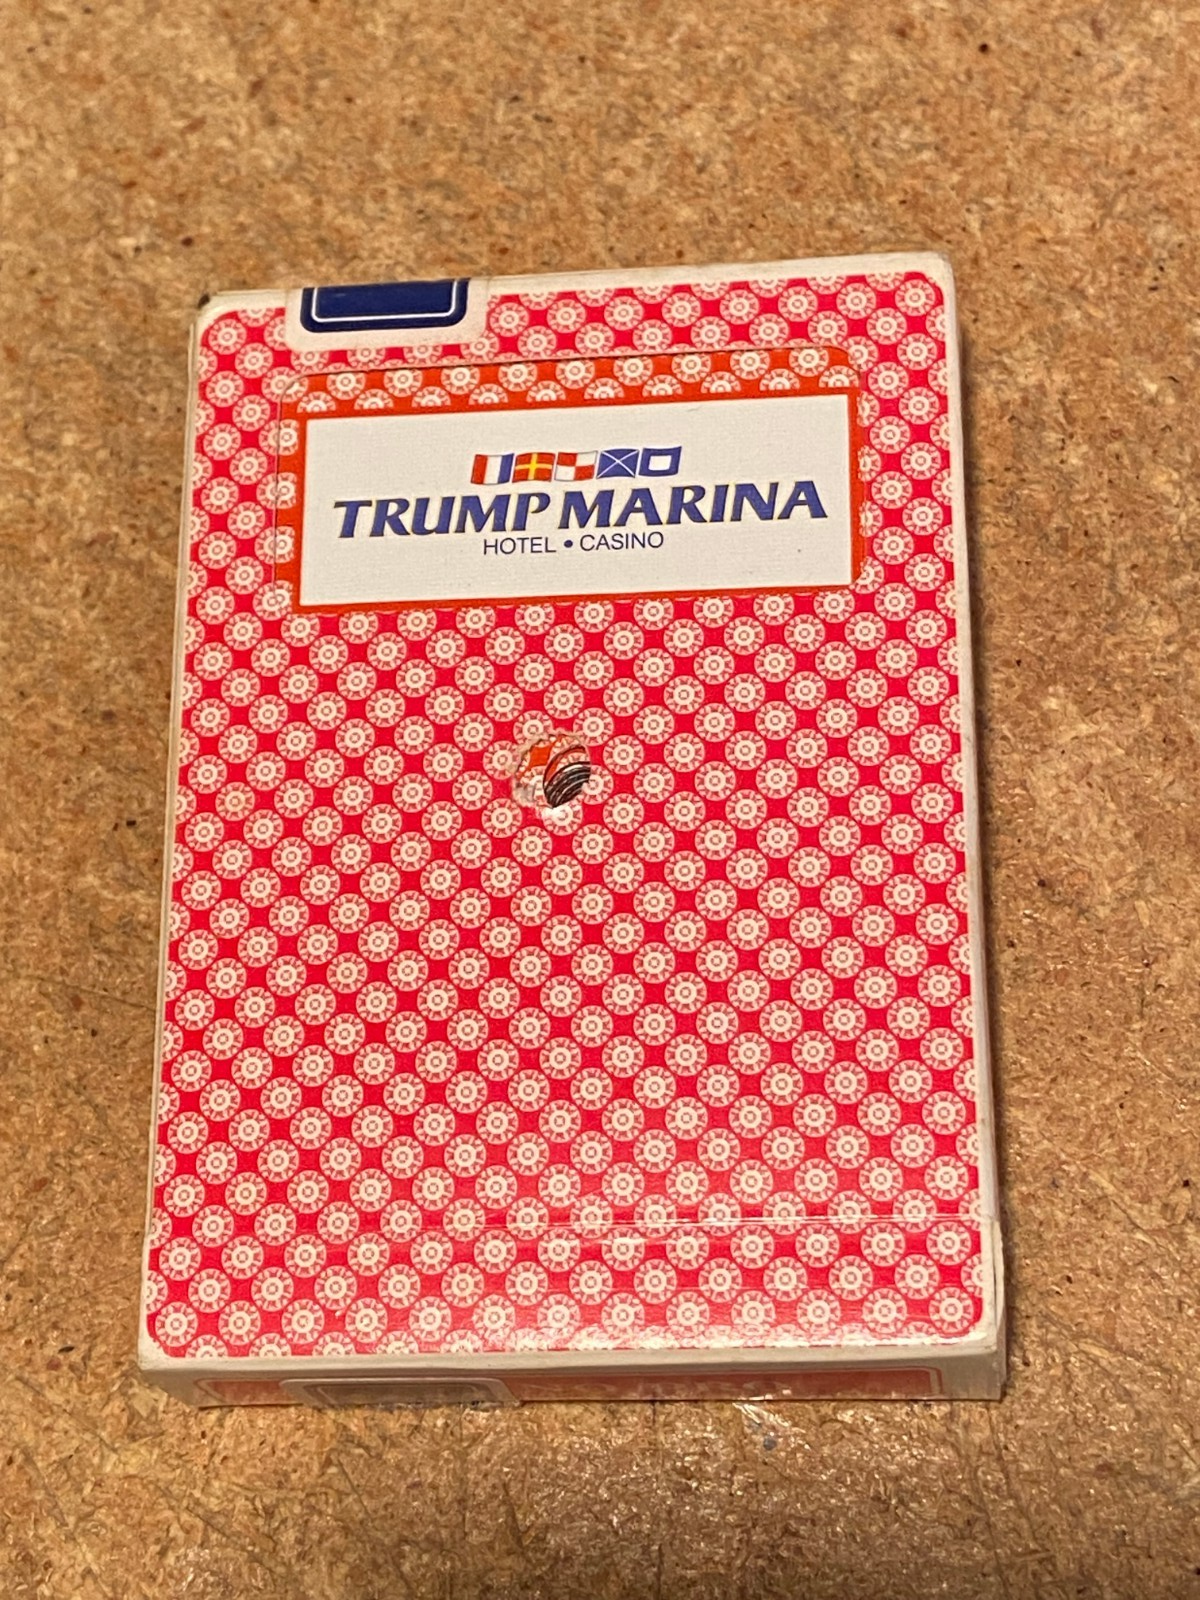 TRUMP MARINA
HOTEL • CASINO